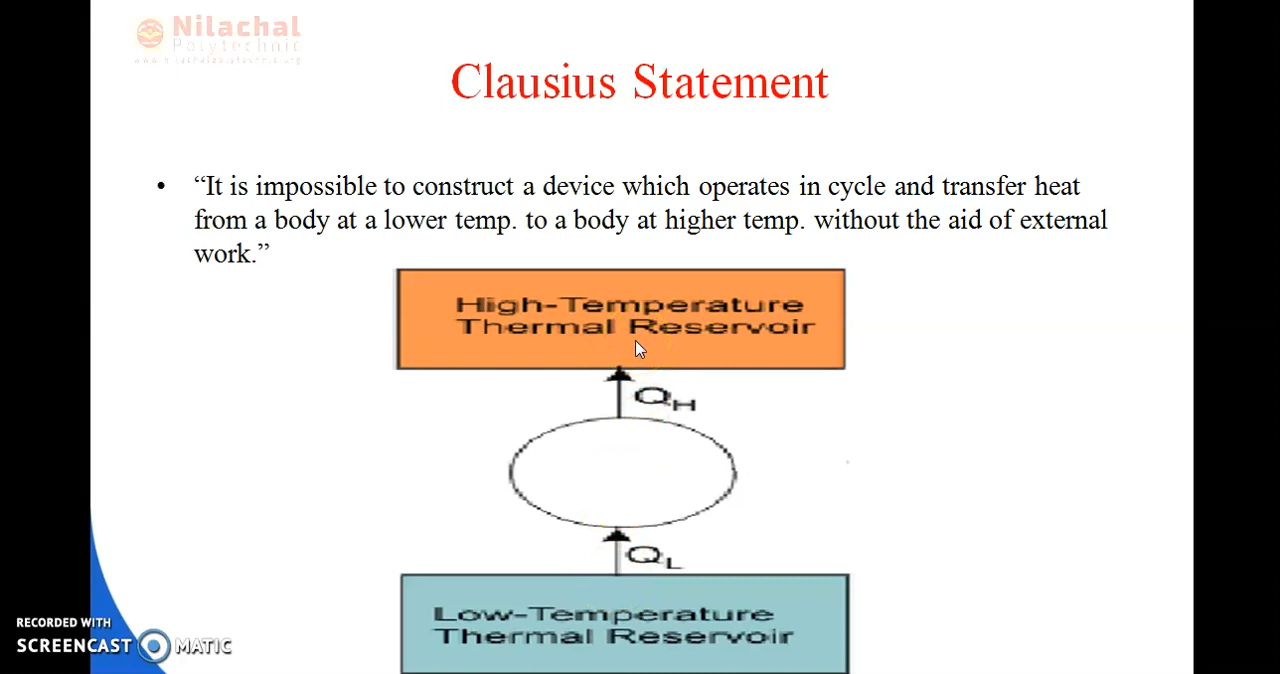 Nilachal
Polytechnic
Clausius Statement
• “It is impossible to construct a device which operates in cycle and transfer heat
from a body at a lower temp. to a body at higher temp. without the aid of external
work.”
High-Temperature
Thermal Reservoir
QH
QL
Low-Temperature
Thermal Reservoir
RECORDED WITH
SCREENCAST MATIC